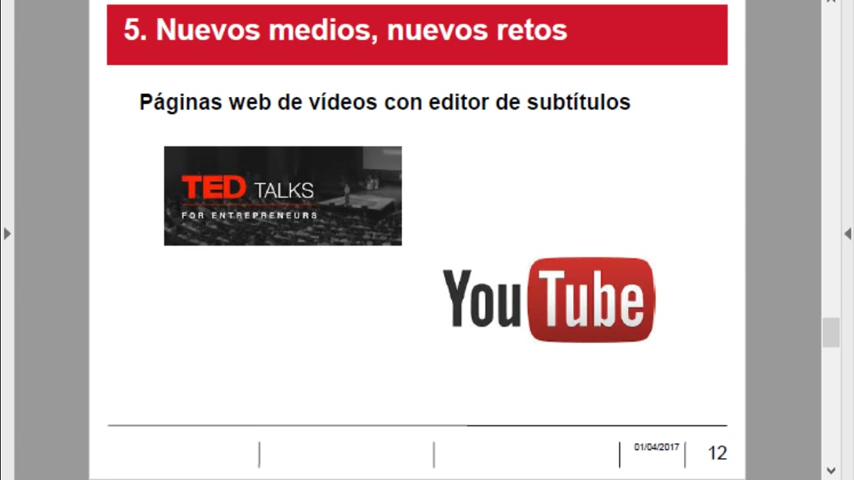 5. Nuevos medios, nuevos retos
Páginas web de vídeos con editor de subtítulos
TED TALKS
FOR ENTREPRENEURS
YouTube
01/04/2017
12